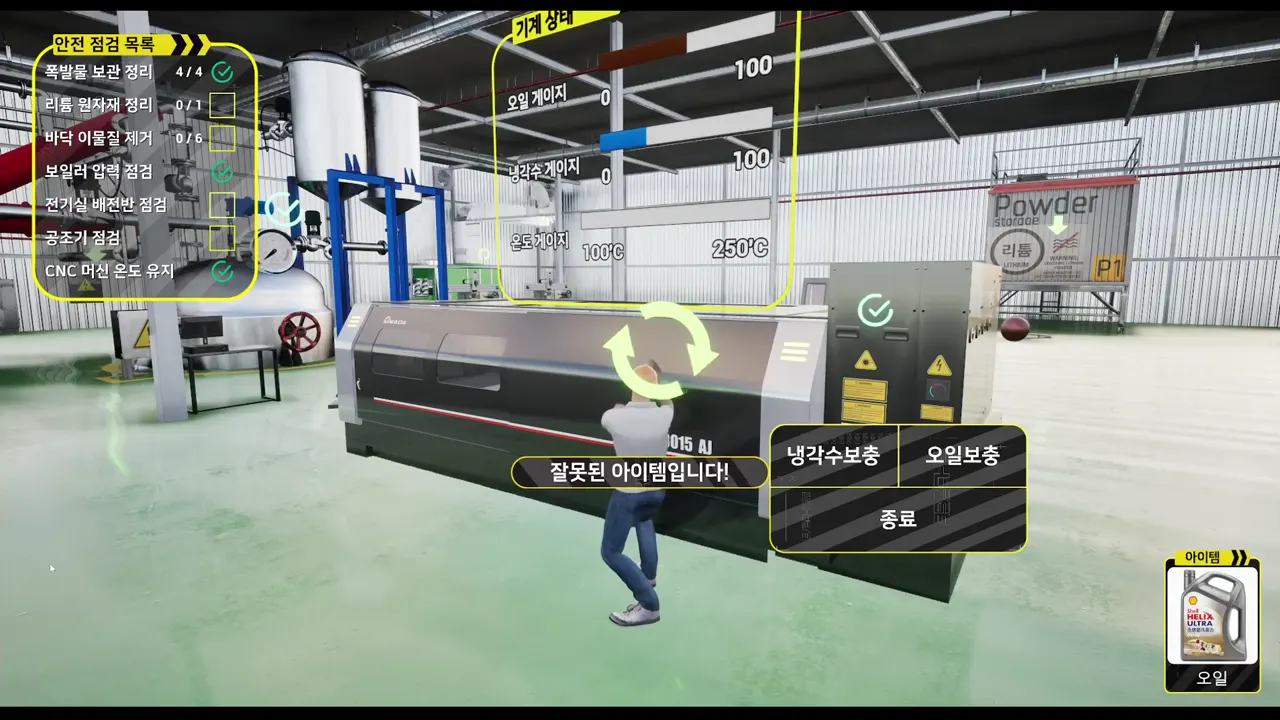 안전 점검 목록
폭발물 보관 정리 4/4
리튬 원자재 정리 0/1
바닥 이물질 제거 0/6
보일러 압력 점검
전기실 배전반 점검
공조기 점검
CNC 머신 온도 유지
기계 상태
오일 게이지 0 100
냉각수 게이지 0 100
온도 게이지 100°C 250°C
Powder
storage
리튬
LITHIUM
WARNING
P1
AMADA
3015 AJ
잘못된 아이템입니다!
냉각수보충
오일보충
종료
아이템
Shell
HELIX
ULTRA
오일